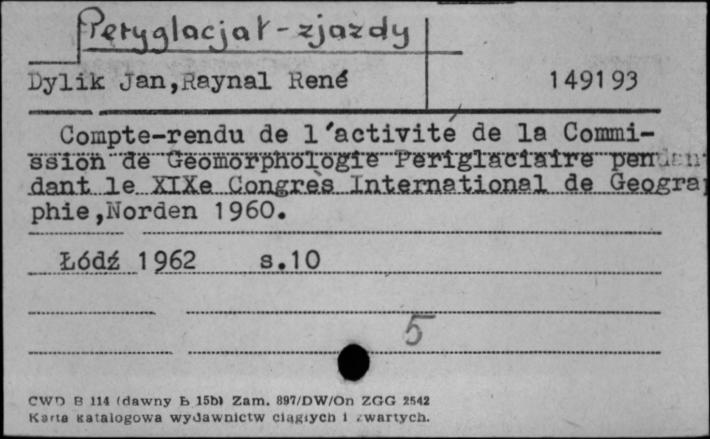 Peryglacjał - zjazdy
Dylik Jan,Raynal René 149193
Compte-rendu de l'activité de la Commi-
ssion de Géomorphologie Périglaciaire pen
dant le XIXe Congrès International de Geogra
phie,Norden 1960.
Łódź 1962 s.10
5
CWD B 114 (dawny B 15b) Zam. 897/DW/On ZGG 2542
Karta katalogowa wydawnictw ciągłych i zwartych.